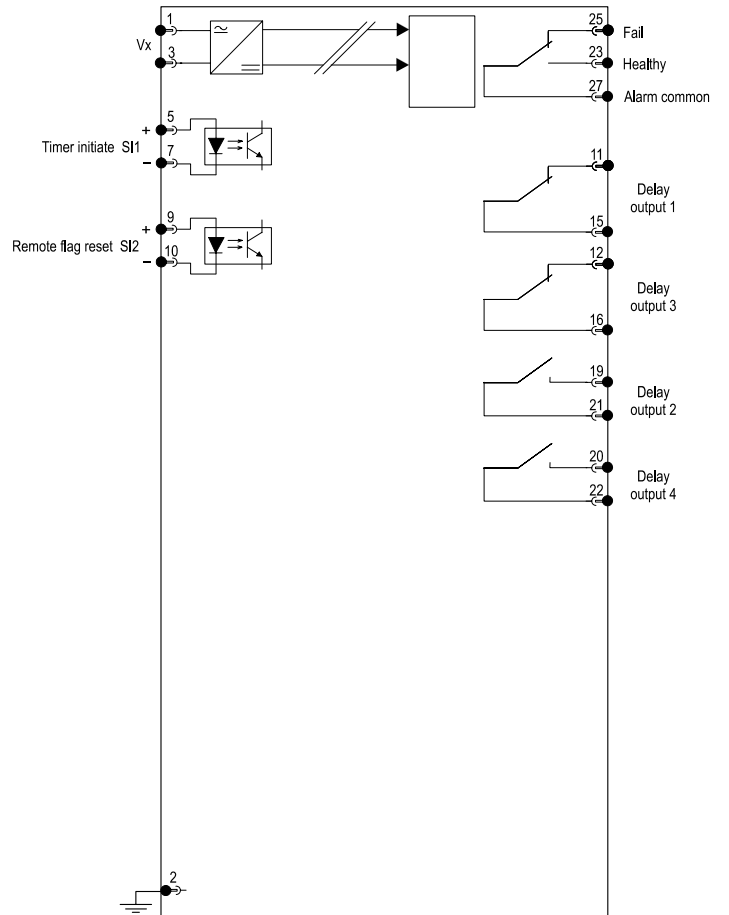 1
Vx
3
5
+
Timer initiate SI1
7
–
9
+
Remote flag reset SI2
10
–
2
25
Fail
23
Healthy
27
Alarm common
11
Delay
output 1
15
12
Delay
output 3
16
19
Delay
output 2
21
20
Delay
output 4
22